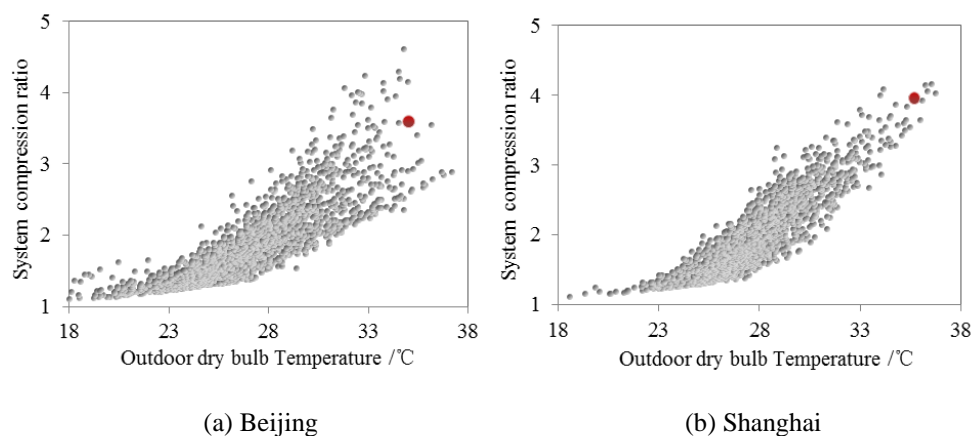 5
4
3
2
1
18 23 28 33 38
System compression ratio
Outdoor dry bulb Temperature /℃
(a) Beijing
5
4
3
2
1
18 23 28 33 38
System compression ratio
Outdoor dry bulb Temperature /℃
(b) Shanghai